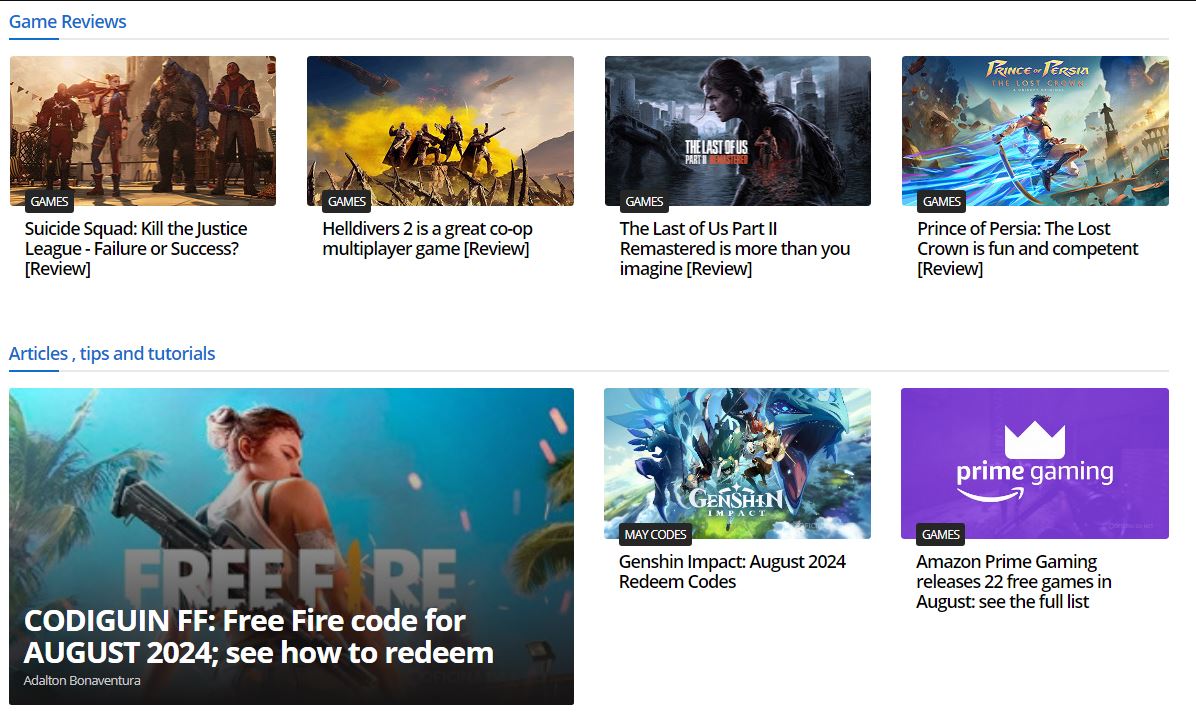 Game Reviews
PRINCE OF PERSIA
THE LOST CROWN
THE LAST OF US
PART II REMASTERED
GAMES
GAMES
GAMES
GAMES
Suicide Squad: Kill the Justice
League - Failure or Success?
[Review]
Helldivers 2 is a great co-op
multiplayer game [Review]
The Last of Us Part II
Remastered is more than you
imagine [Review]
Prince of Persia: The Lost
Crown is fun and competent
[Review]
Articles , tips and tutorials
FREE FIRE
CODIGUIN FF: Free Fire code for
AUGUST 2024; see how to redeem
Adalton Bonaventura
GENSHIN
IMPACT
MAY CODES
Genshin Impact: August 2024
Redeem Codes
prime gaming
GAMES
Amazon Prime Gaming
releases 22 free games in
August: see the full list